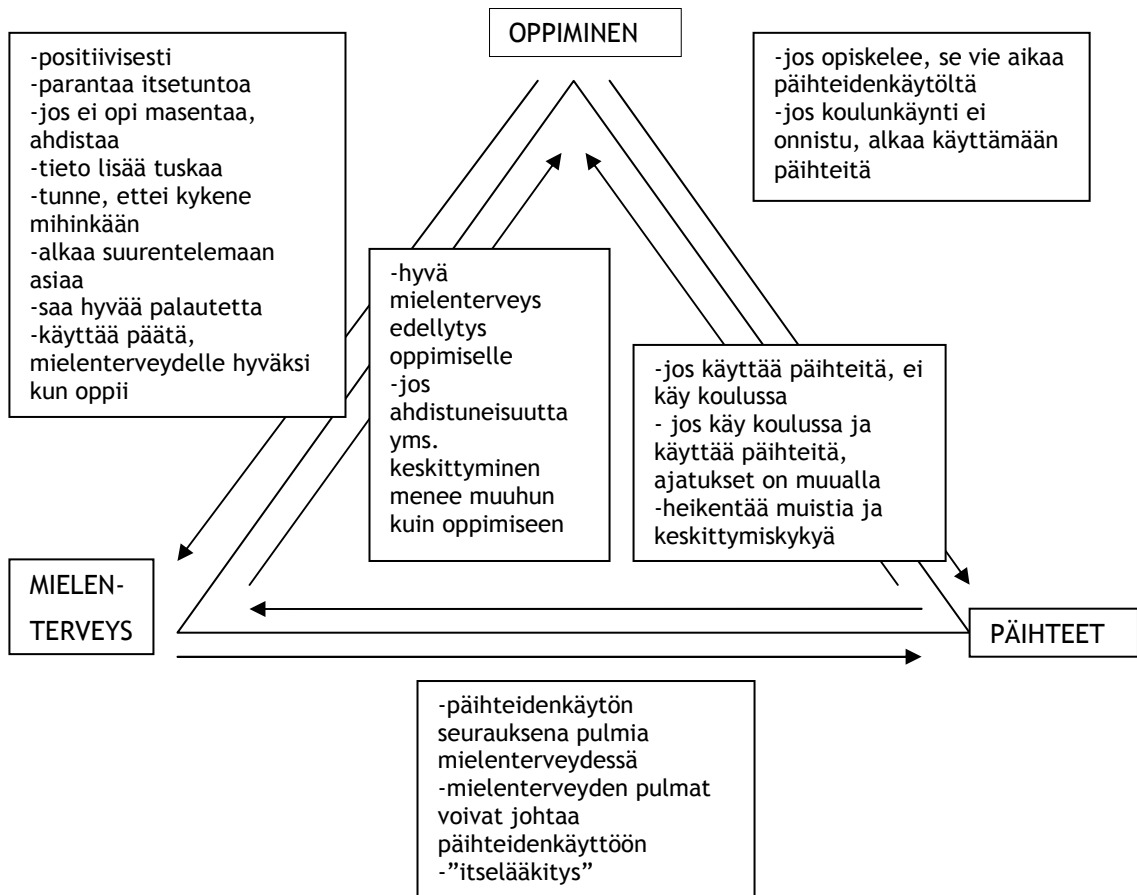 OPPIMINEN
-positiivisesti
-parantaa itsetuntoa
-jos ei opi masentaa,
ahdistaa
-tieto lisää tuskaa
-tunne, ettei kykene
mihinkään
-alkaa suurentelemaan
asiaa
-saa hyvää palautetta
-käyttää päätä,
mielenterveydelle hyväksi
kun oppii
-jos opiskelee, se vie aikaa
päihteidenkäytöltä
-jos koulunkäynti ei
onnistu, alkaa käyttämään
päihteitä
-hyvä
mielenterveys
edellytys
oppimiselle
-jos
ahdistuneisuutta
yms.
keskittyminen
menee muuhun
kuin oppimiseen
-jos käyttää päihteitä, ei
käy koulussa
- jos käy koulussa ja
käyttää päihteitä,
ajatukset on muualla
-heikentää muistia ja
keskittymiskykyä
MIELEN-
TERVEYS
PÄIHTEET
-päihteidenkäytön
seurauksena pulmia
mielenterveydessä
-mielenterveyden pulmat
voivat johtaa
päihteidenkäyttöön
-”itselääkitys”